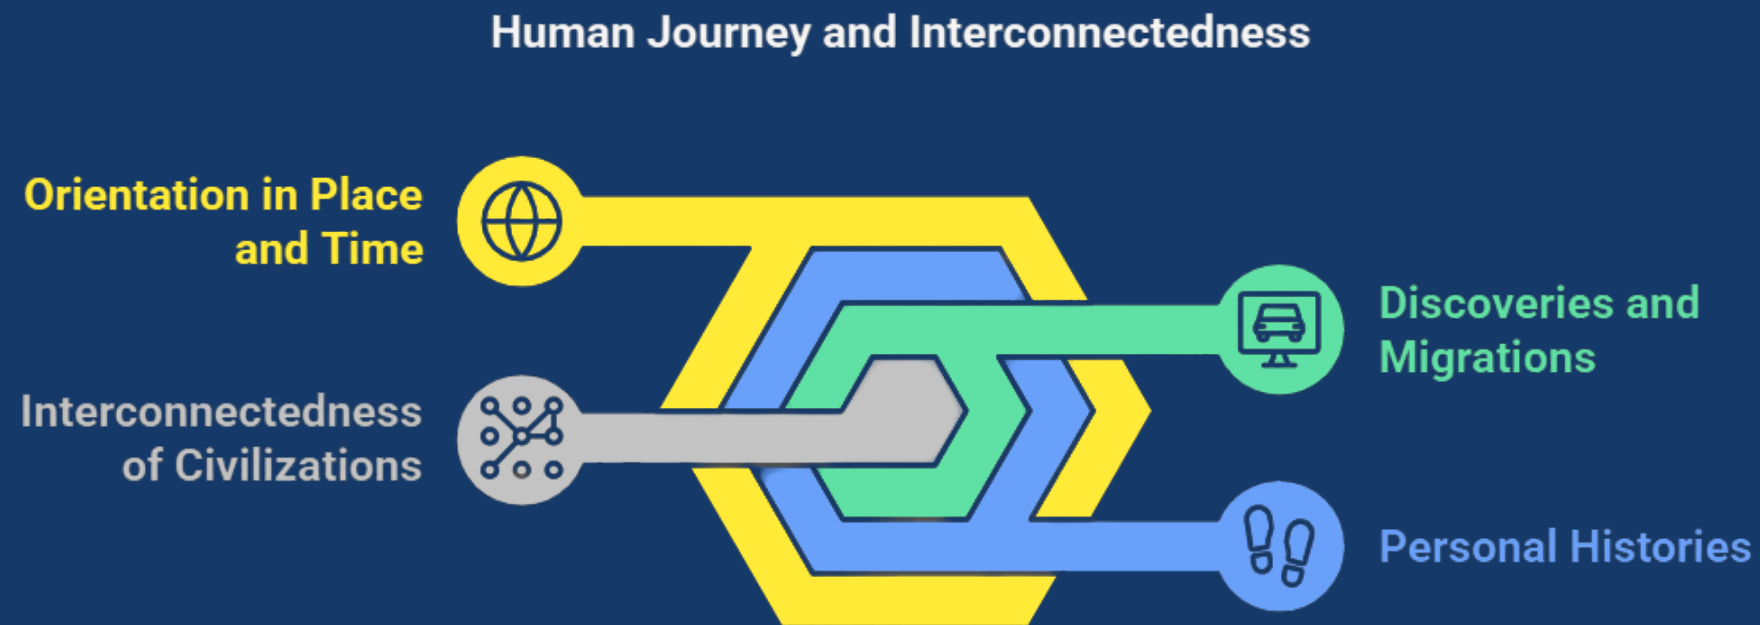 Human Journey and Interconnectedness
Orientation in Place
and Time
Discoveries and
Migrations
Interconnectedness
of Civilizations
Personal Histories